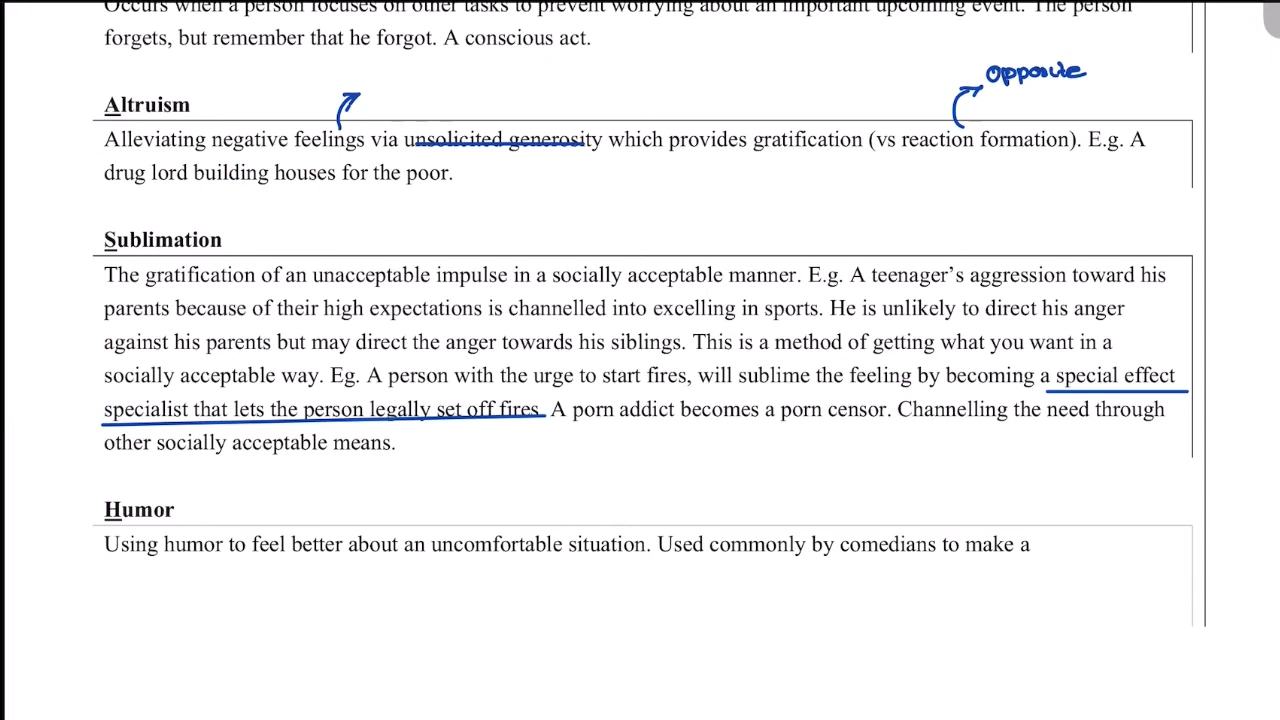 Occurs when a person focuses on other tasks to prevent worrying about an important upcoming event. The person
forgets, but remember that he forgot. A conscious act.
opposite
Altruism
Alleviating negative feelings via unsolicited generosity which provides gratification (vs reaction formation). E.g. A
drug lord building houses for the poor.
Sublimation
The gratification of an unacceptable impulse in a socially acceptable manner. E.g. A teenager’s aggression toward his
parents because of their high expectations is channelled into excelling in sports. He is unlikely to direct his anger
against his parents but may direct the anger towards his siblings. This is a method of getting what you want in a
socially acceptable way. Eg. A person with the urge to start fires, will sublime the feeling by becoming a special effect
specialist that lets the person legally set off fires. A porn addict becomes a porn censor. Channelling the need through
other socially acceptable means.
Humor
Using humor to feel better about an uncomfortable situation. Used commonly by comedians to make a